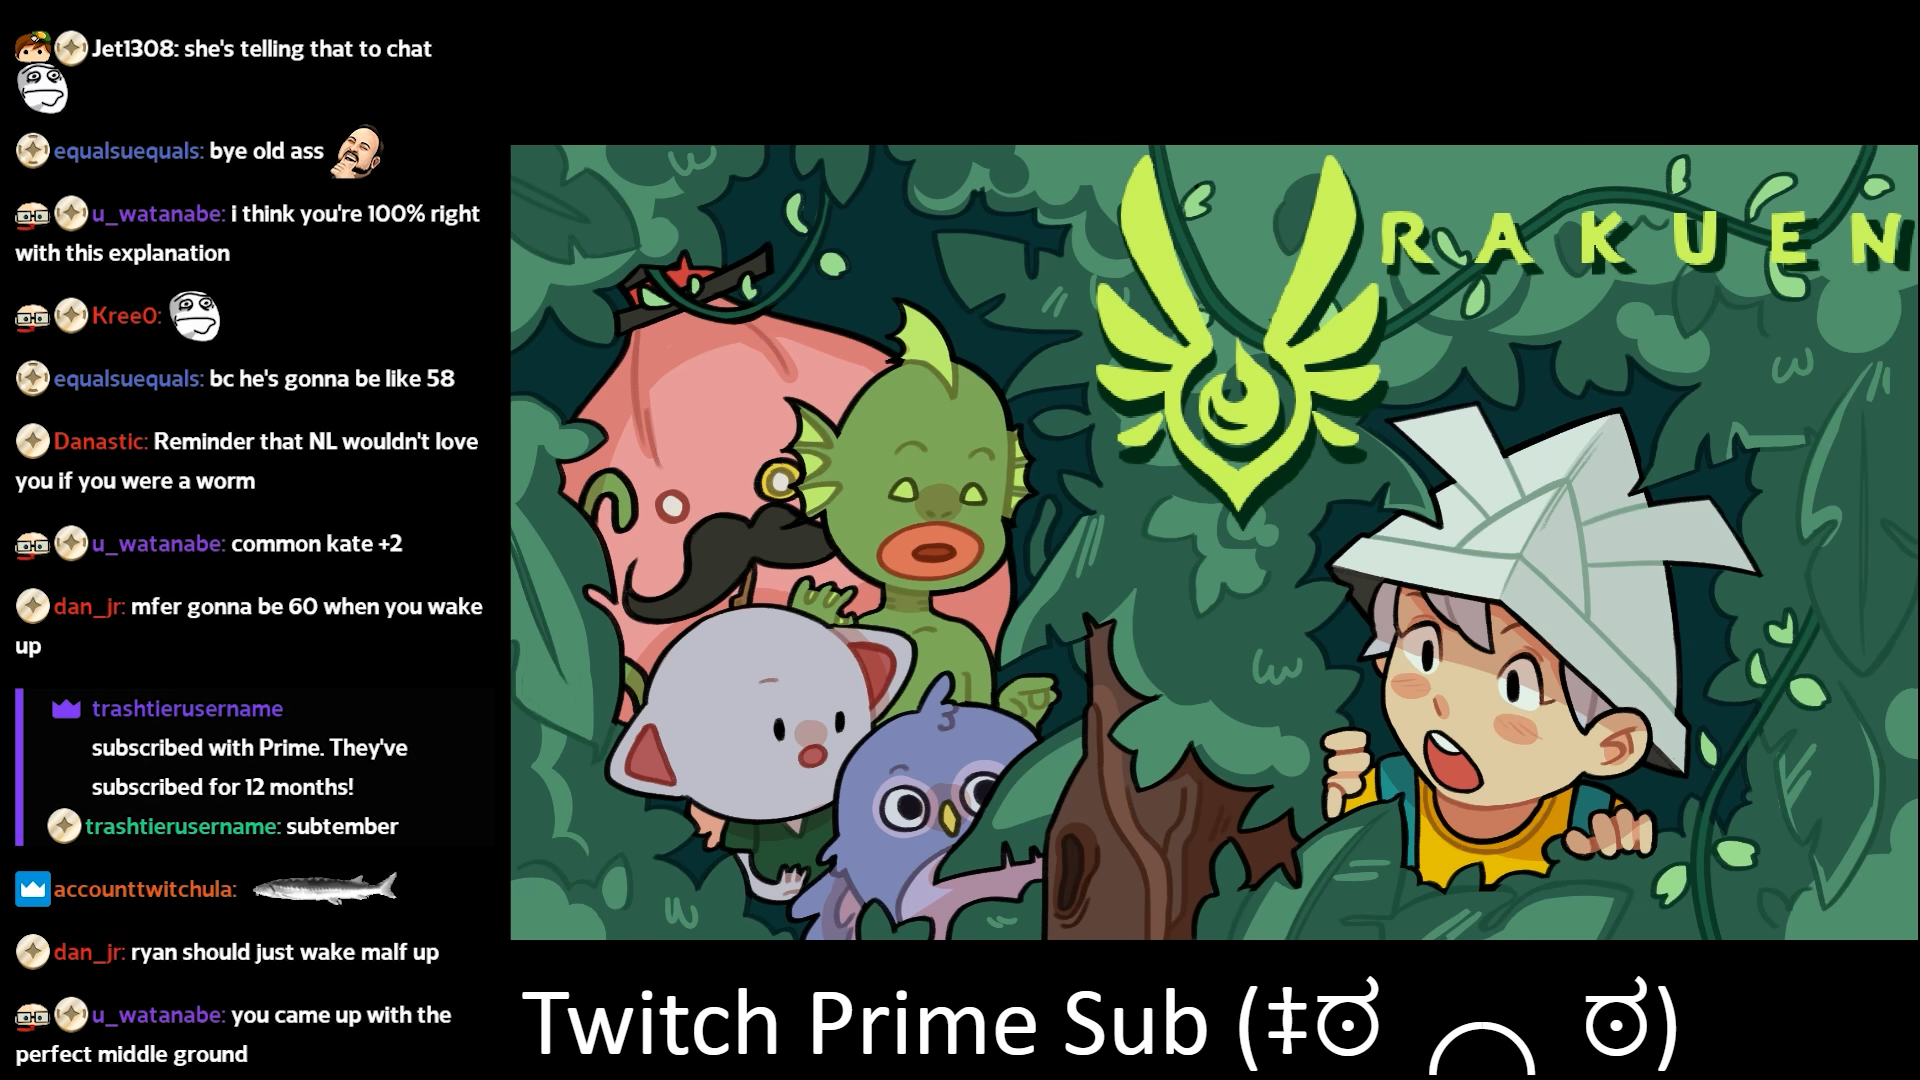 Jet1308: she's telling that to chat
equalsuequals: bye old ass
u_watanabe: i think you're 100% right
with this explanation
KreeO:
equalsuequals: bc he's gonna be like 58
Danastic: Reminder that NL wouldn't love
you if you were a worm
u_watanabe: common kate +2
dan_jr: mfer gonna be 60 when you wake
up
trashtierusername
subscribed with Prime. They've
subscribed for 12 months!
trashtierusername: subtember
accounttwitchula:
dan_jr: ryan should just wake malf up
u_watanabe: you came up with the
perfect middle ground
RAKUEN
Twitch Prime Sub (‡ಠ ╭╮ ಠ)